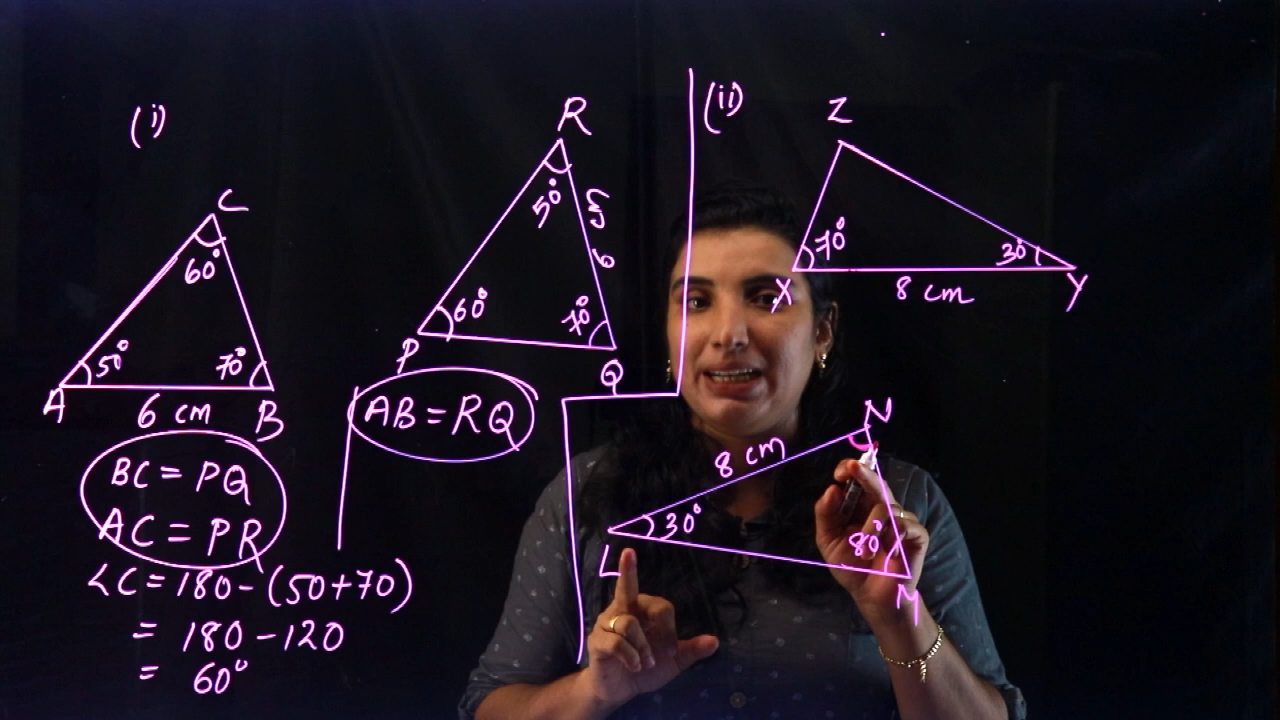 (i)
C
60°
50°
70°
A
6 cm
B
BC = PQ
AC = PR
∠C = 180 - (50+70)
= 180 - 120
= 60°
R
50°
6 cm
60°
70°
P
Q
AB = RQ
(ii)
Z
70°
30°
X
8 cm
Y
N
8 cm
30°
80°
L
M